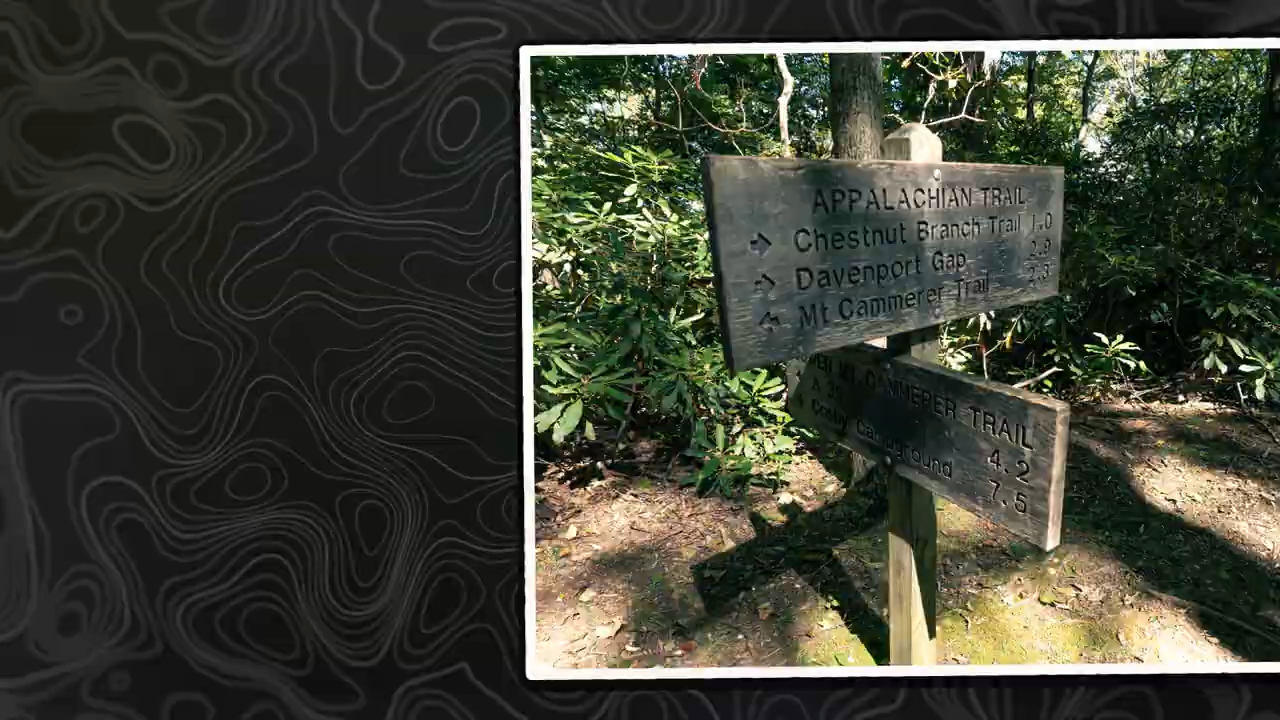 APPALACHIAN TRAIL
Chestnut Branch Trail 1.0
Davenport Gap 2.9
Mt Cammerer Trail 2.3
MT. CAMMERER TRAIL
4.2
Cosby Campground 7.5